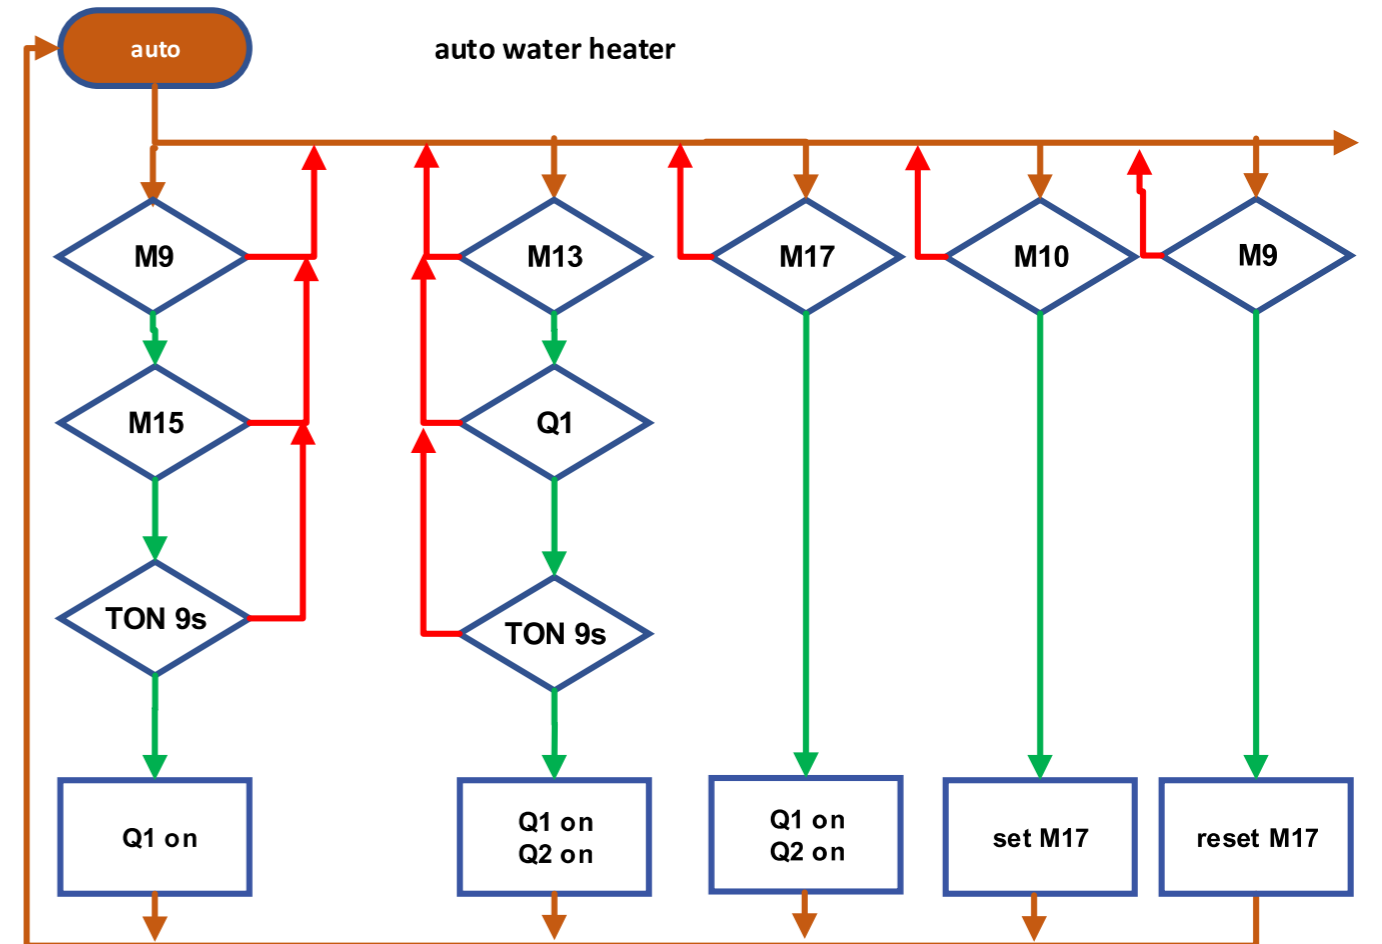 auto
auto water heater
M9
M13
M17
M10
M9
M15
Q1
TON 9s
TON 9s
Q1 on
Q1 on
Q2 on
Q1 on
Q2 on
set M17
reset M17